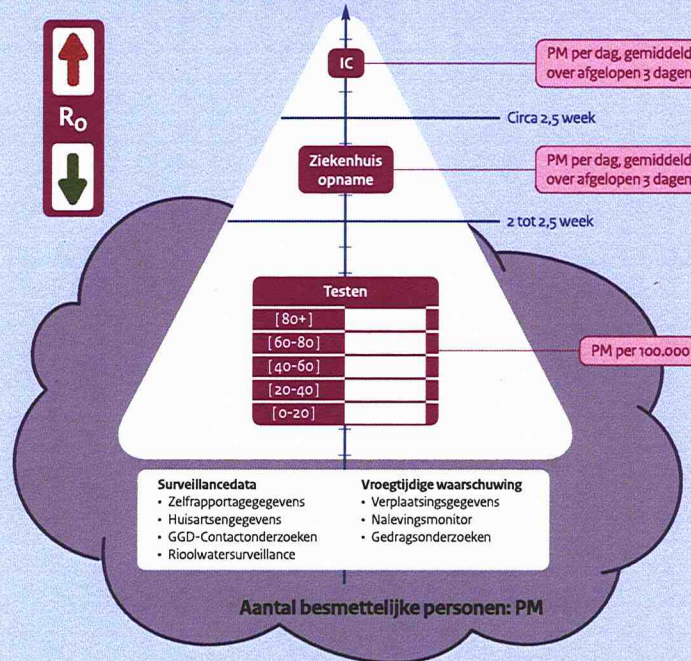 R0
IC
PM per dag, gemiddeld
over afgelopen 3 dagen
Circa 2,5 week
Ziekenhuis
opname
PM per dag, gemiddeld
over afgelopen 3 dagen
2 tot 2,5 week
Testen
[80+]
[60-80]
[40-60]
[20-40]
[0-20]
PM per 100.000
Surveillancedata
• Zelfrapportagegegevens
• Huisartsengegevens
• GGD-Contactonderzoeken
• Rioolwatersurveillance
Vroegtijdige waarschuwing
• Verplaatsingsgegevens
• Nalevingsmonitor
• Gedragsonderzoeken
Aantal besmettelijke personen: PM